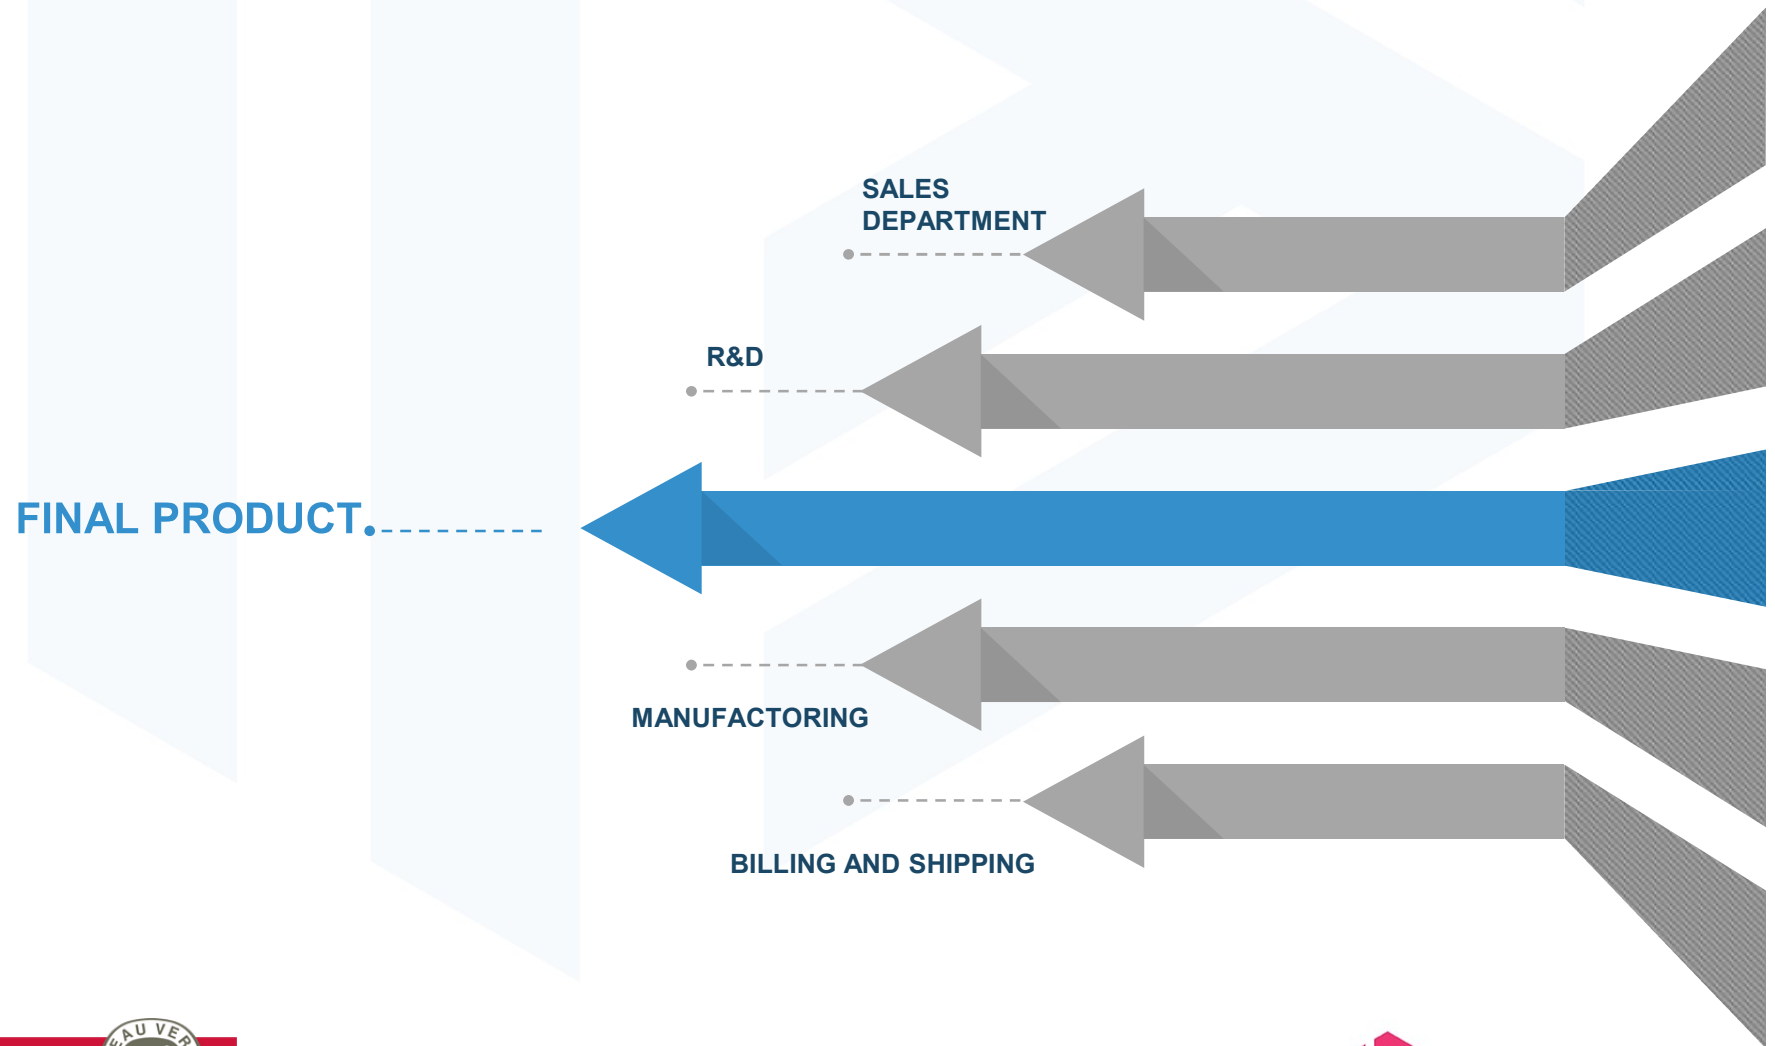 SALES
DEPARTMENT
R&D
FINAL PRODUCT
MANUFACTORING
BILLING AND SHIPPING